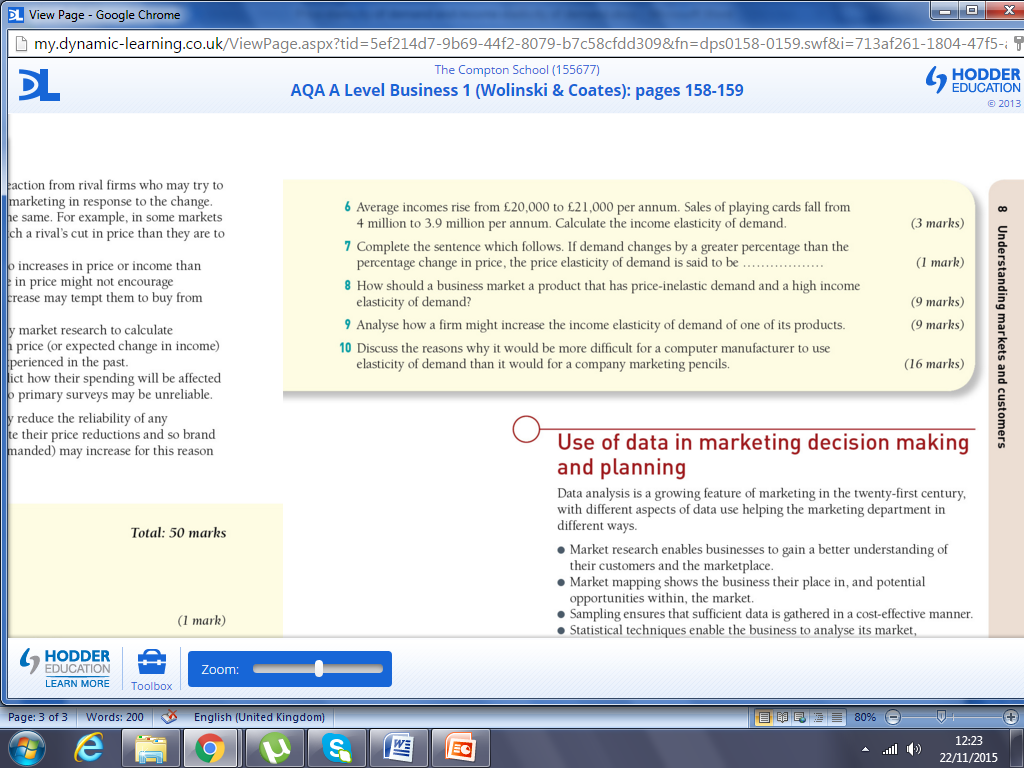 View Page - Google Chrome
my.dynamic-learning.co.uk/ViewPage.aspx?tid=5ef214d7-9b69-44f2-8079-b7c58cfdd309&fn=dps0158-0159.swf&i=713af261-1804-47f5-
DL
The Compton School (155677)
AQA A Level Business 1 (Wolinski & Coates): pages 158-159
HODDER
EDUCATION
© 2013
eaction from rival firms who may try to
marketing in response to the change.
he same. For example, in some markets
ch a rival's cut in price than they are to
o increases in price or income than
e in price might not encourage
crease may tempt them to buy from
y market research to calculate
n price (or expected change in income)
xperienced in the past.
dict how their spending will be affected
o primary surveys may be unreliable.
y reduce the reliability of any
te their price reductions and so brand
manded) may increase for this reason
Total: 50 marks
(1 mark)
6 Average incomes rise from £20,000 to £21,000 per annum. Sales of playing cards fall from
4 million to 3.9 million per annum. Calculate the income elasticity of demand. (3 marks)
7 Complete the sentence which follows. If demand changes by a greater percentage than the
percentage change in price, the price elasticity of demand is said to be .................. (1 mark)
8 How should a business market a product that has price-inelastic demand and a high income
elasticity of demand? (9 marks)
9 Analyse how a firm might increase the income elasticity of demand of one of its products. (9 marks)
10 Discuss the reasons why it would be more difficult for a computer manufacturer to use
elasticity of demand than it would for a company marketing pencils. (16 marks)
Use of data in marketing decision making
and planning
Data analysis is a growing feature of marketing in the twenty-first century,
with different aspects of data use helping the marketing department in
different ways.
● Market research enables businesses to gain a better understanding of
their customers and the marketplace.
● Market mapping shows the business their place in, and potential
opportunities within, the market.
● Sampling ensures that sufficient data is gathered in a cost-effective manner.
● Statistical techniques enable the business to analyse its market,
8 Understanding markets and customers
HODDER
EDUCATION
LEARN MORE
Toolbox
Zoom:
Page: 3 of 3
Words: 200
English (United Kingdom)
80%
12:23
22/11/2015